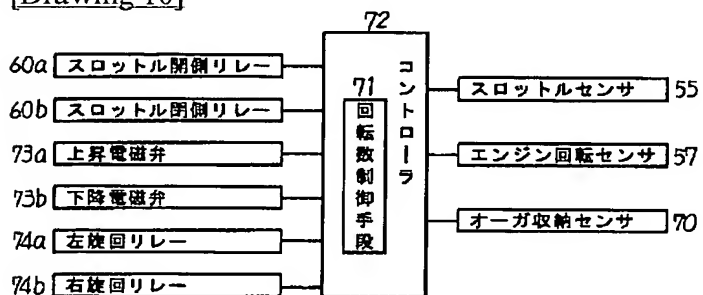 [Drawing 10]
72
60a スロットル開側リレー
60b スロットル閉側リレー
73a 上昇電磁弁
73b 下降電磁弁
74a 左旋回リレー
74b 右旋回リレー
71
回転数制御手段
コントローラ
スロットルセンサ 55
エンジン回転センサ 57
オーガ収納センサ 70